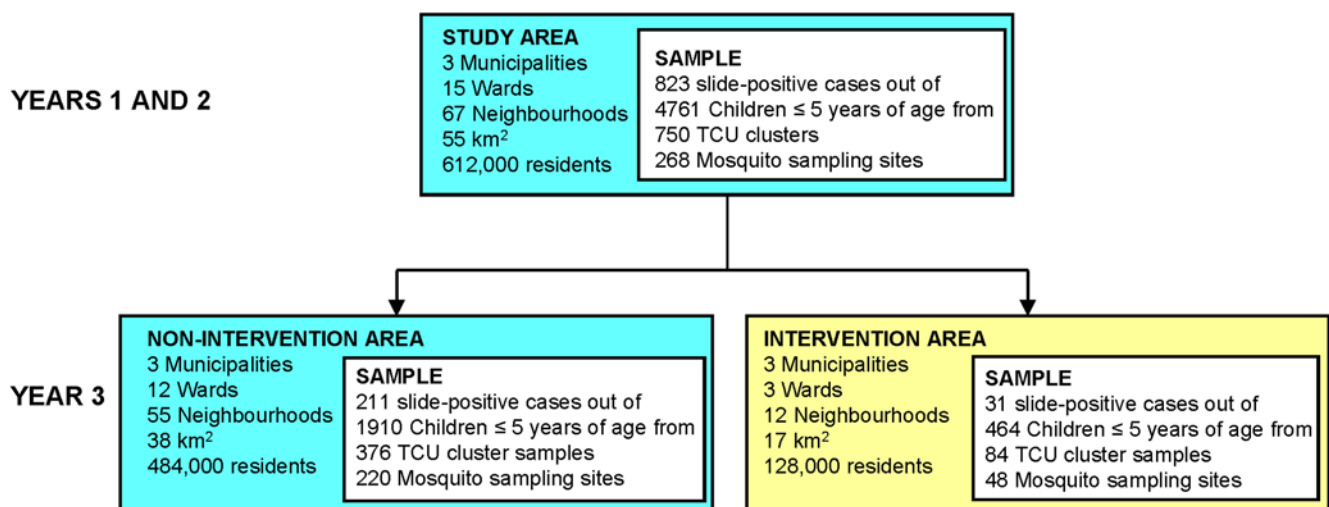 YEARS 1 AND 2
STUDY AREA
3 Municipalities
15 Wards
67 Neighbourhoods
55 km²
612,000 residents
SAMPLE
823 slide-positive cases out of
4761 Children ≤ 5 years of age from
750 TCU clusters
268 Mosquito sampling sites
YEAR 3
NON-INTERVENTION AREA
3 Municipalities
12 Wards
55 Neighbourhoods
38 km²
484,000 residents
SAMPLE
211 slide-positive cases out of
1910 Children ≤ 5 years of age from
376 TCU cluster samples
220 Mosquito sampling sites
INTERVENTION AREA
3 Municipalities
3 Wards
12 Neighbourhoods
17 km²
128,000 residents
SAMPLE
31 slide-positive cases out of
464 Children ≤ 5 years of age from
84 TCU cluster samples
48 Mosquito sampling sites